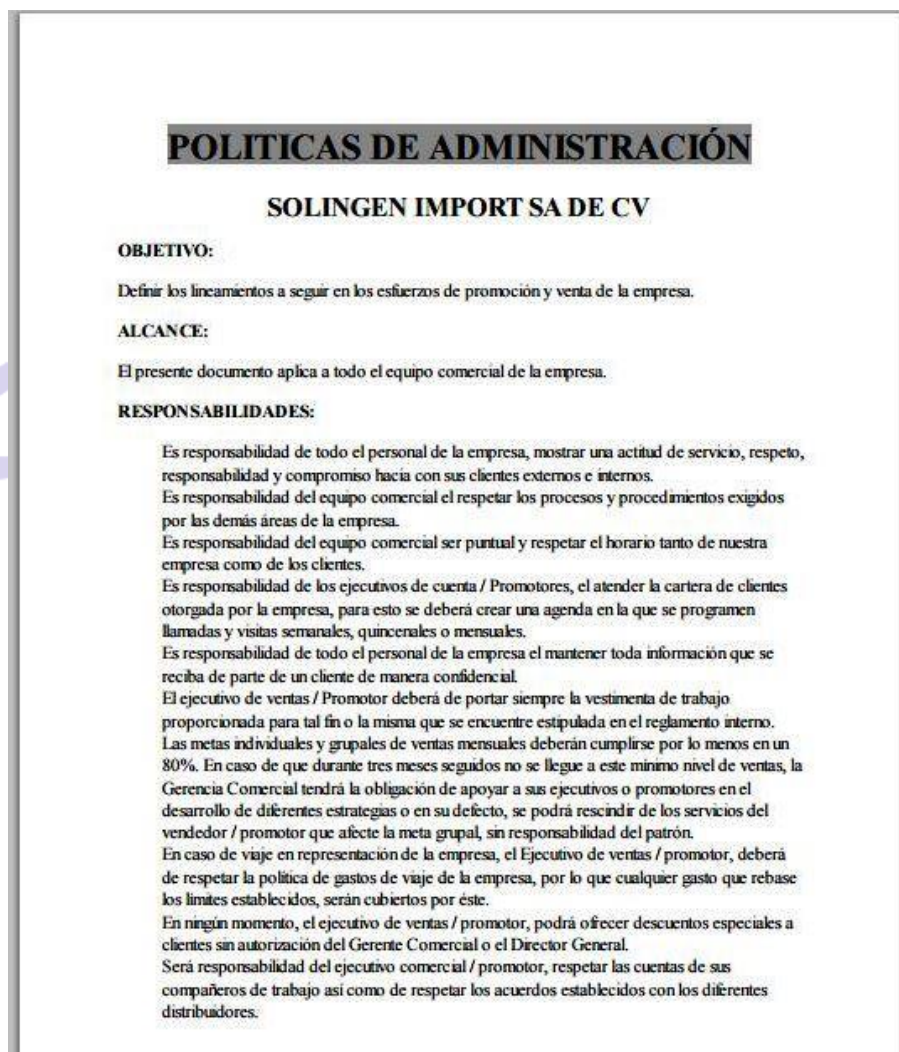 POLITICAS DE ADMINISTRACIÓN
SOLINGEN IMPORT SA DE CV
OBJETIVO:
Definir los lineamientos a seguir en los esfuerzos de promoción y venta de la empresa.
ALCANCE:
El presente documento aplica a todo el equipo comercial de la empresa.
RESPONSABILIDADES:
Es responsabilidad de todo el personal de la empresa, mostrar una actitud de servicio, respeto,
responsabilidad y compromiso hacia con sus clientes externos e internos.
Es responsabilidad del equipo comercial el respetar los procesos y procedimientos exigidos
por las demás áreas de la empresa.
Es responsabilidad del equipo comercial ser puntual y respetar el horario tanto de nuestra
empresa como de los clientes.
Es responsabilidad de los ejecutivos de cuenta / Promotores, el atender la cartera de clientes
otorgada por la empresa, para esto se deberá crear una agenda en la que se programen
llamadas y visitas semanales, quincenales o mensuales.
Es responsabilidad de todo el personal de la empresa el mantener toda información que se
reciba de parte de un cliente de manera confidencial.
El ejecutivo de ventas / Promotor deberá de portar siempre la vestimenta de trabajo
proporcionada para tal fin o la misma que se encuentre estipulada en el reglamento interno.
Las metas individuales y grupales de ventas mensuales deberán cumplirse por lo menos en un
80%. En caso de que durante tres meses seguidos no se llegue a este mínimo nivel de ventas, la
Gerencia Comercial tendrá la obligación de apoyar a sus ejecutivos o promotores en el
desarrollo de diferentes estrategias o en su defecto, se podrá rescindir de los servicios del
vendedor / promotor que afecte la meta grupal, sin responsabilidad del patrón.
En caso de viaje en representación de la empresa, el Ejecutivo de ventas / promotor, deberá
de respetar la política de gastos de viaje de la empresa, por lo que cualquier gasto que rebase
los límites establecidos, serán cubiertos por éste.
En ningún momento, el ejecutivo de ventas / promotor, podrá ofrecer descuentos especiales a
clientes sin autorización del Gerente Comercial o el Director General.
Será responsabilidad del ejecutivo comercial / promotor, respetar las cuentas de sus
compañeros de trabajo así como de respetar los acuerdos establecidos con los diferentes
distribuidores.